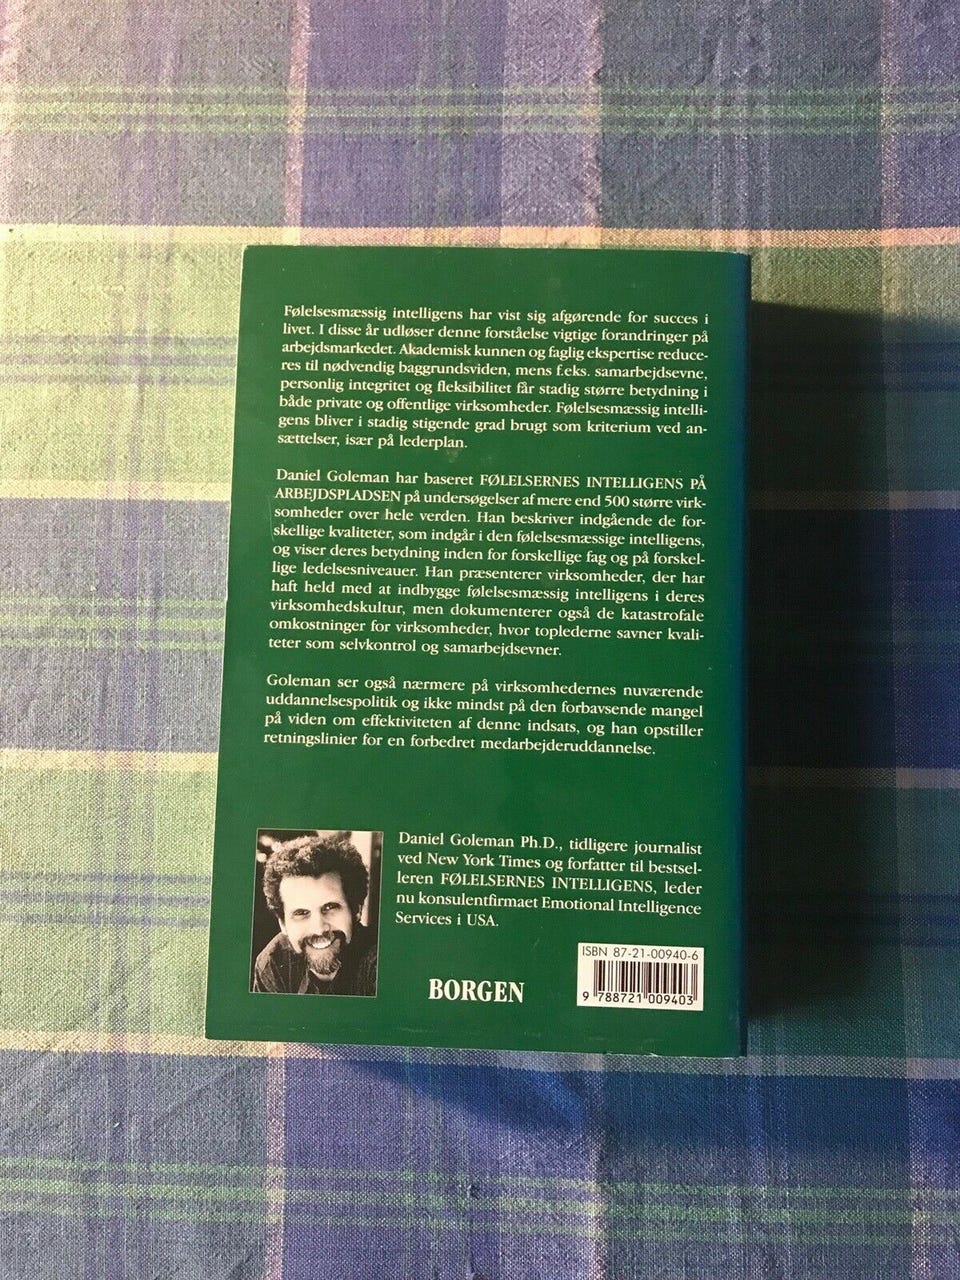 Følelsesmæssig intelligens har vist sig afgørende for succes i
livet. I disse år udløser denne forståelse vigtige forandringer på
arbejdsmarkedet. Akademisk kunnen og faglig ekspertise reduce-
res til nødvendig baggrundsviden, mens f.eks. samarbejdsevne,
personlig integritet og fleksibilitet får stadig større betydning i
både private og offentlige virksomheder. Følelsesmæssig intelli-
gens bliver i stadig stigende grad brugt som kriterium ved an-
sættelser, især på lederplan.
Daniel Goleman har baseret FØLELSERNES INTELLIGENS PÅ
ARBEJDSPLADSEN på undersøgelser af mere end 500 større virk-
somheder over hele verden. Han beskriver indgående de for-
skellige kvaliteter, som indgår i den følelsesmæssige intelligens,
og viser deres betydning inden for forskellige fag og på forskel-
lige ledelsesniveauer. Han præsenterer virksomheder, der har
haft held med at indbygge følelsesmæssig intelligens i deres
virksomhedskultur, men dokumenterer også de katastrofale
omkostninger for virksomheder, hvor toplederne savner kvali-
teter som selvkontrol og samarbejdsevner.
Goleman ser også nærmere på virksomhedernes nuværende
uddannelsespolitik og ikke mindst på den forbavsende mangel
på viden om effektiviteten af denne indsats, og han opstiller
retningslinier for en forbedret medarbejderuddannelse.
Daniel Goleman Ph.D., tidligere journalist
ved New York Times og forfatter til bestsel-
leren FØLELSERNES INTELLIGENS, leder
nu konsulentfirmaet Emotional Intelligence
Services i USA.
BORGEN
ISBN 87-21-00940-6
9 788721 009403